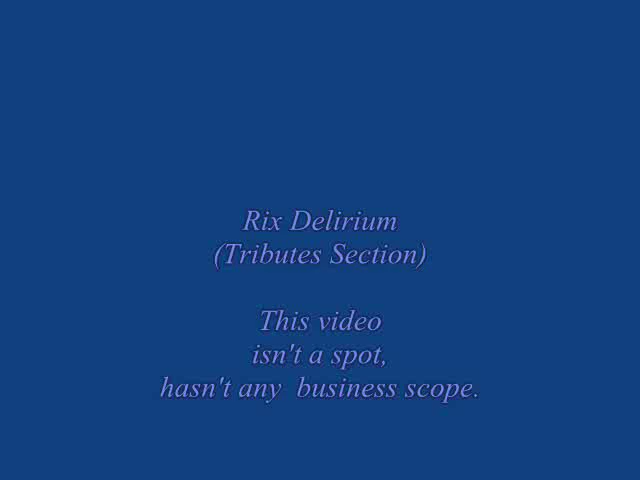 Rix Delirium
(Tributes Section)
This video
isn't a spot,
hasn't any  business scope.